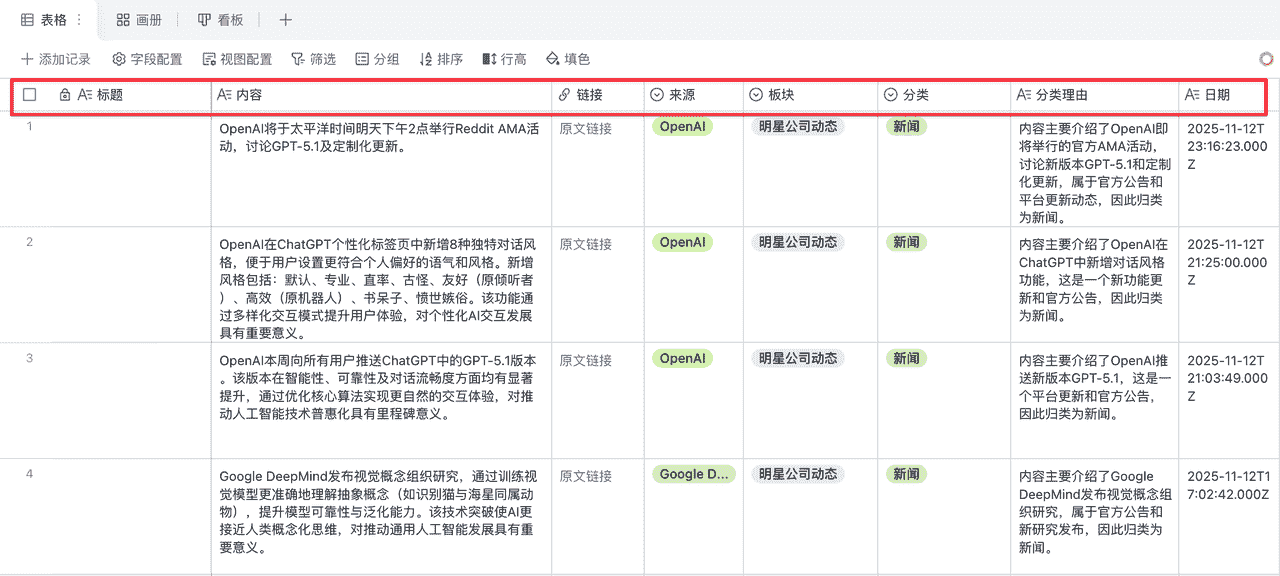 表格 画册 看板
添加记录 字段配置 视图配置 筛选 分组 排序 行高 填色
标题 内容 链接 来源 板块 分类 分类理由 日期
1
OpenAI将于太平洋时间明天下午2点举行Reddit AMA活
动，讨论GPT-5.1及定制化更新。
原文链接
OpenAI
明星公司动态
新闻
内容主要介绍了OpenAI即
将举行的官方AMA活动，
讨论新版本GPT-5.1和定制
化更新，属于官方公告和
平台更新动态，因此归类
为新闻。
2025-11-12T
23:16:23.000
Z
2
OpenAI在ChatGPT个性化标签页中新增8种独特对话风
格，便于用户设置更符合个人偏好的语气和风格。新增
风格包括：默认、专业、直率、古怪、友好（原倾听者
）、高效（原机器人）、书呆子、愤世嫉俗。该功能通
过多样化交互模式提升用户体验，对个性化AI交互发展
具有重要意义。
原文链接
OpenAI
明星公司动态
新闻
内容主要介绍了OpenAI在
ChatGPT中新增对话风格
功能，这是一个新功能更
新和官方公告，因此归类
为新闻。
2025-11-12T
21:25:00.000
Z
3
OpenAI本周向所有用户推送ChatGPT中的GPT-5.1版本
。该版本在智能性、可靠性及对话流畅度方面均有显著
提升，通过优化核心算法实现更自然的交互体验，对推
动人工智能技术普惠化具有里程碑意义。
原文链接
OpenAI
明星公司动态
新闻
内容主要介绍了OpenAI推
送新版本GPT-5.1，这是一
个平台更新和官方公告，
因此归类为新闻。
2025-11-12T
21:03:49.000
Z
4
Google DeepMind发布视觉概念组织研究，通过训练视
觉模型更准确地理解抽象概念（如识别猫与海星同属动
物），提升模型可靠性与泛化能力。该技术突破使AI更
接近人类概念化思维，对推动通用人工智能发展具有重
要意义。
原文链接
Google D...
明星公司动态
新闻
内容主要介绍了Google
DeepMind发布视觉概念组
织研究，属于官方公告和
新研究发布，因此归类为
新闻。
2025-11-12T1
7:02:42.000Z